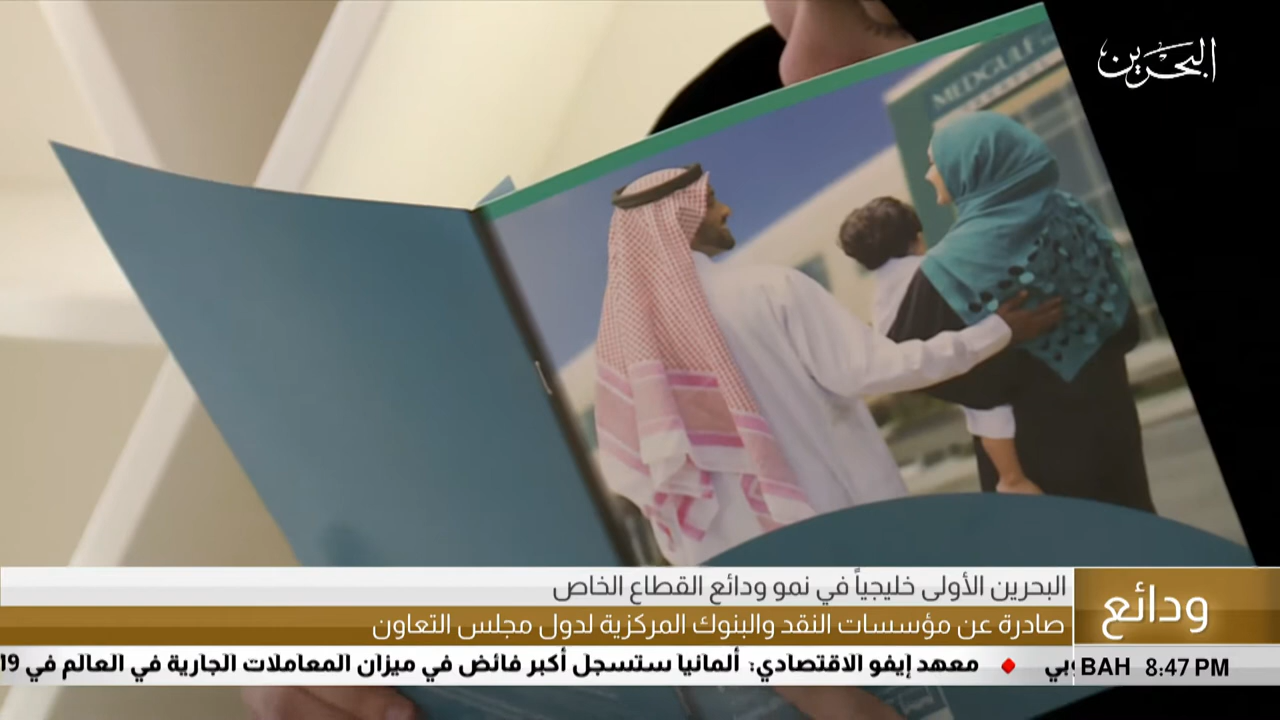 البحرين
MEDGULF
البحرين الأولى خليجياً في نمو ودائع القطاع الخاص
ودائع
صادرة عن مؤسسات النقد والبنوك المركزية لدول مجلس التعاون
معهد إيفو الاقتصادي: ألمانيا ستسجل أكبر فائض في ميزان المعاملات الجارية في العالم في 19
BAH 8:47 PM